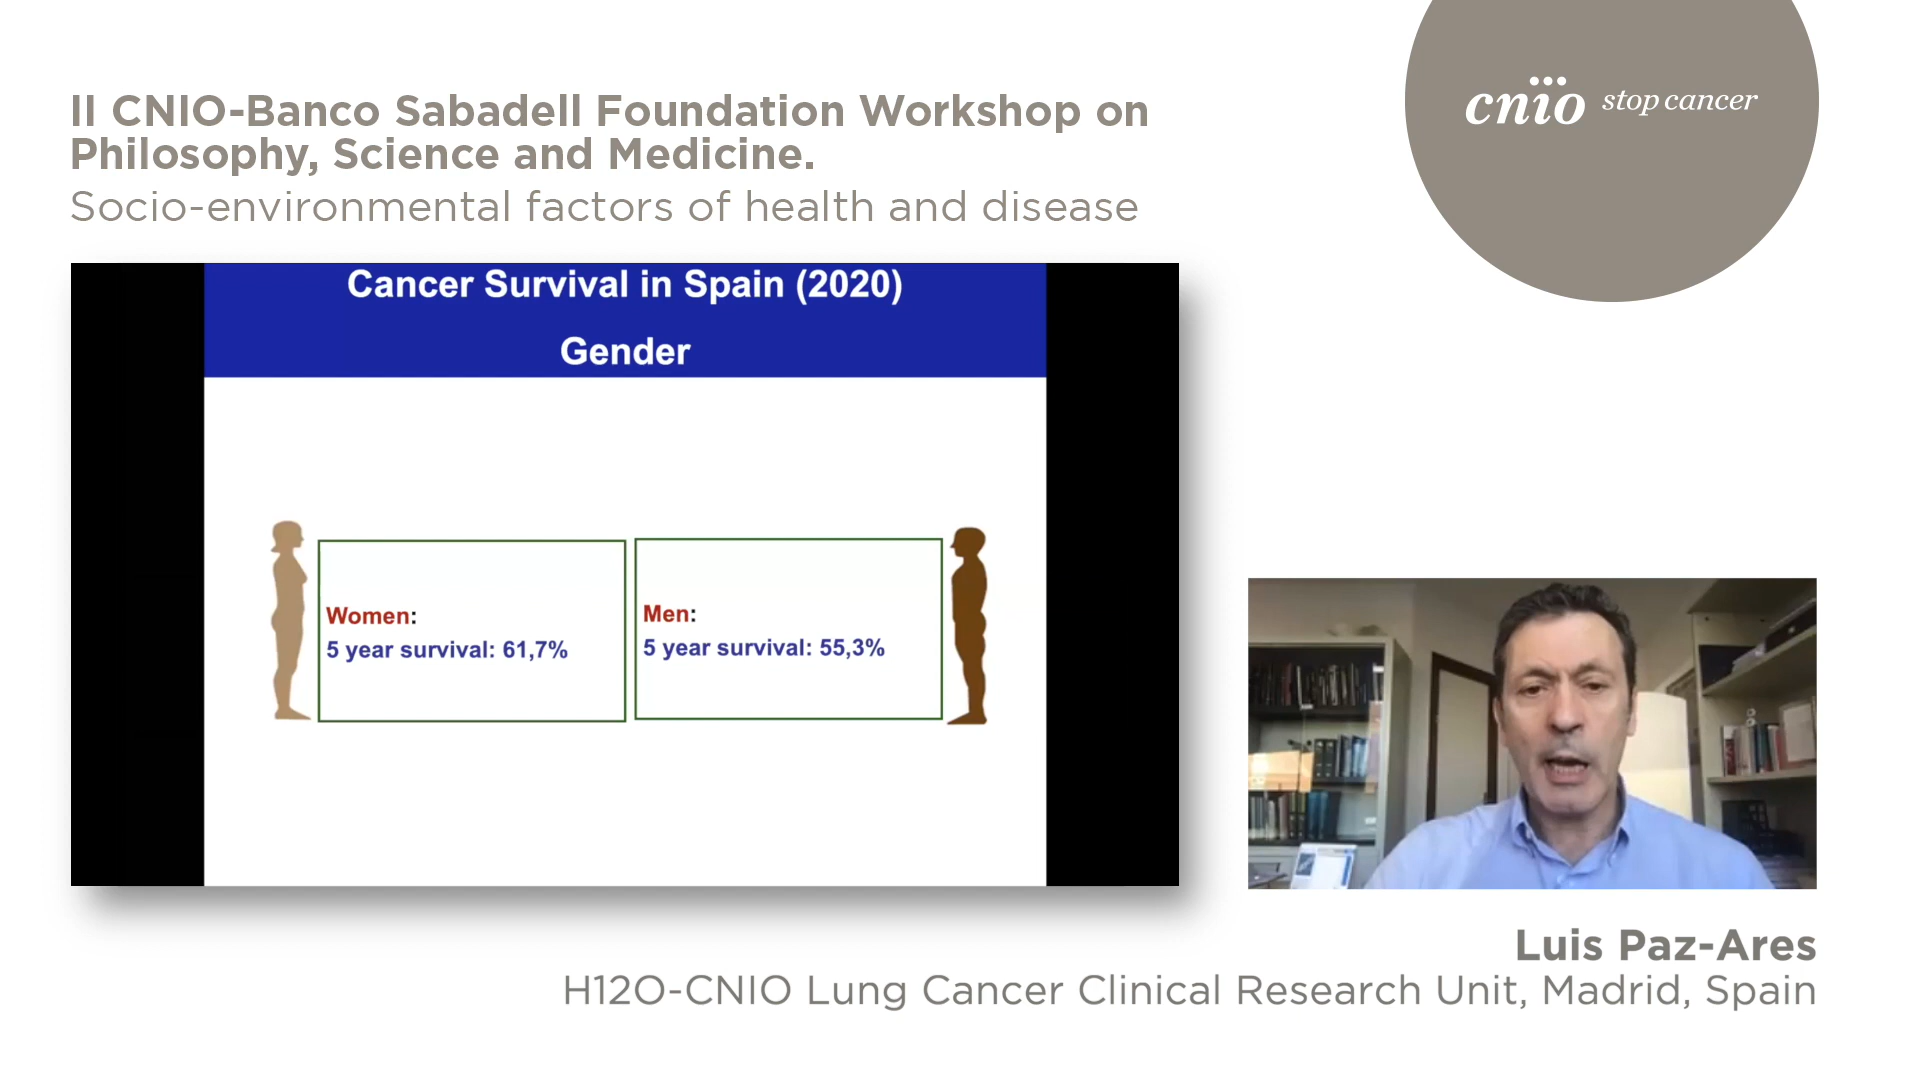 II CNIO-Banco Sabadell Foundation Workshop on
Philosophy, Science and Medicine.
Socio-environmental factors of health and disease
cnio stop cancer
Cancer Survival in Spain (2020)
Gender
Women:
5 year survival: 61,7%
Men:
5 year survival: 55,3%
Luis Paz-Ares
H12O-CNIO Lung Cancer Clinical Research Unit, Madrid, Spain